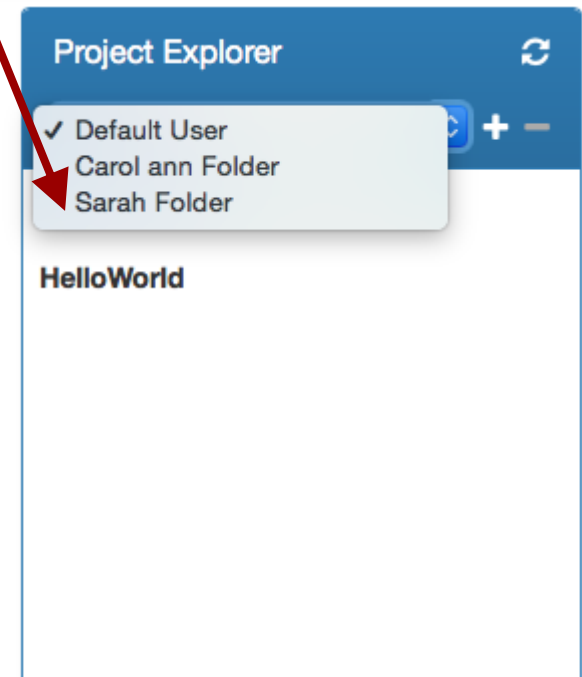 Project Explorer
Default User
Carol ann Folder
Sarah Folder
HelloWorld